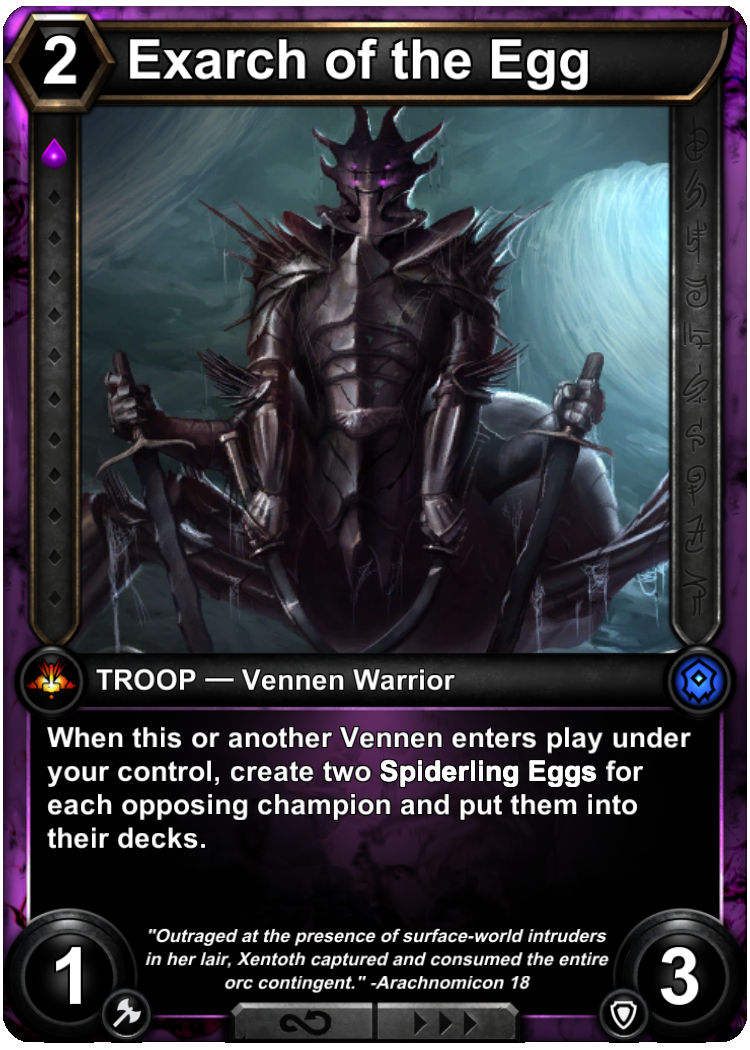 2
Exarch of the Egg
TROOP — Vennen Warrior
When this or another Vennen enters play under
your control, create two Spiderling Eggs for
each opposing champion and put them into
their decks.
"Outraged at the presence of surface-world intruders
in her lair, Xentoth captured and consumed the entire
orc contingent." -Arachnomicon 18
1
3